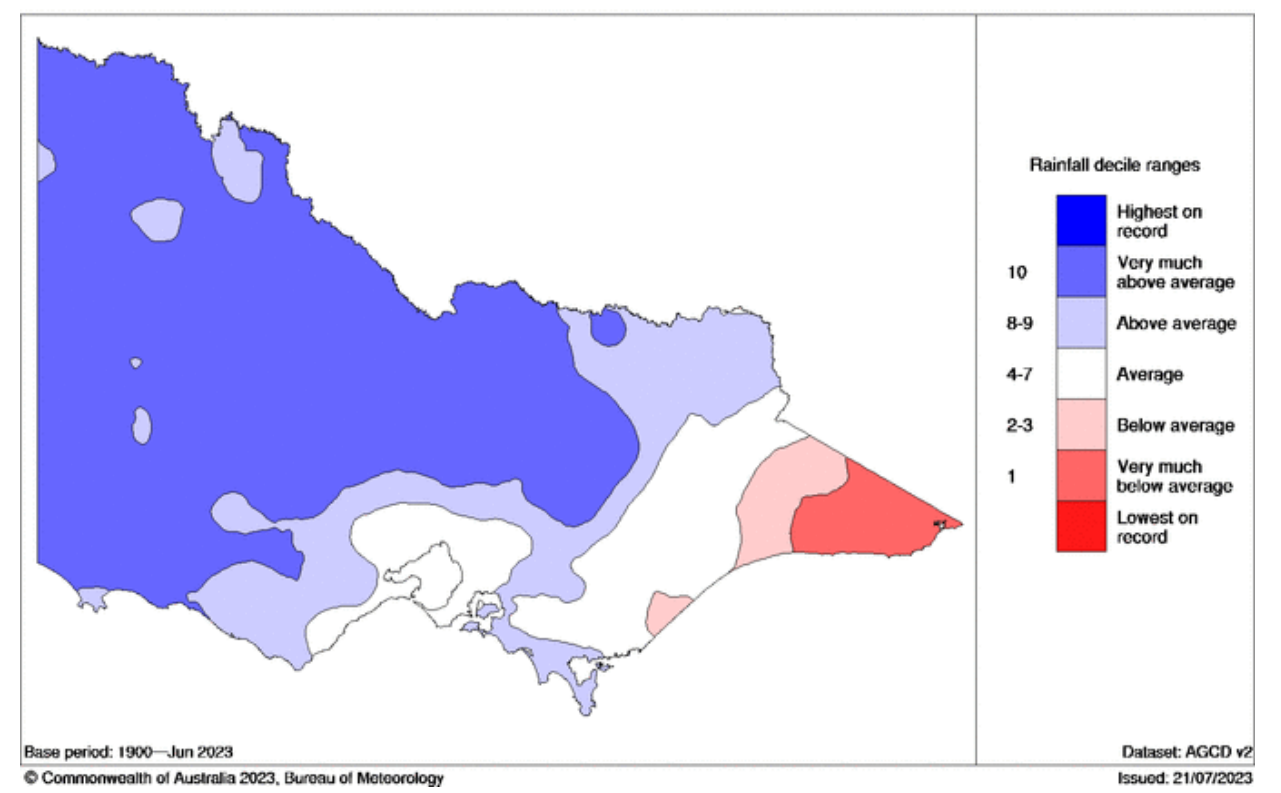 Rainfall decile ranges
Highest on
record
10
Very much
above average
8-9
Above average
4-7
Average
2-3
Below average
1
Very much
below average
Lowest on
record
Base period: 1900—Jun 2023
Dataset: AGCD v2
© Commonwealth of Australia 2023, Bureau of Meteorology
Issued: 21/07/2023